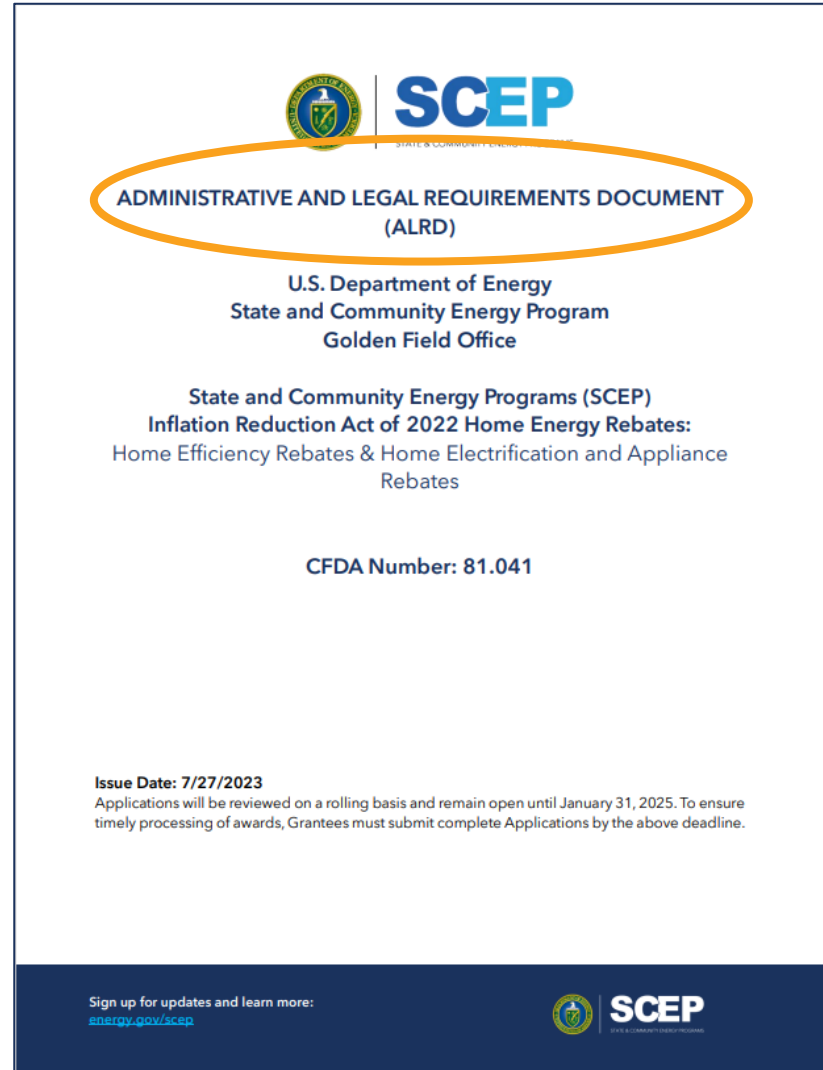 SCEP
STATE & COMMUNITY ENERGY PROGRAMS
ADMINISTRATIVE AND LEGAL REQUIREMENTS DOCUMENT
(ALRD)
U.S. Department of Energy
State and Community Energy Program
Golden Field Office
State and Community Energy Programs (SCEP)
Inflation Reduction Act of 2022 Home Energy Rebates:
Home Efficiency Rebates & Home Electrification and Appliance
Rebates
CFDA Number: 81.041
Issue Date: 7/27/2023
Applications will be reviewed on a rolling basis and remain open until January 31, 2025. To ensure
timely processing of awards, Grantees must submit complete Applications by the above deadline.
Sign up for updates and learn more:
energy.gov/scep
SCEP
STATE & COMMUNITY ENERGY PROGRAMS